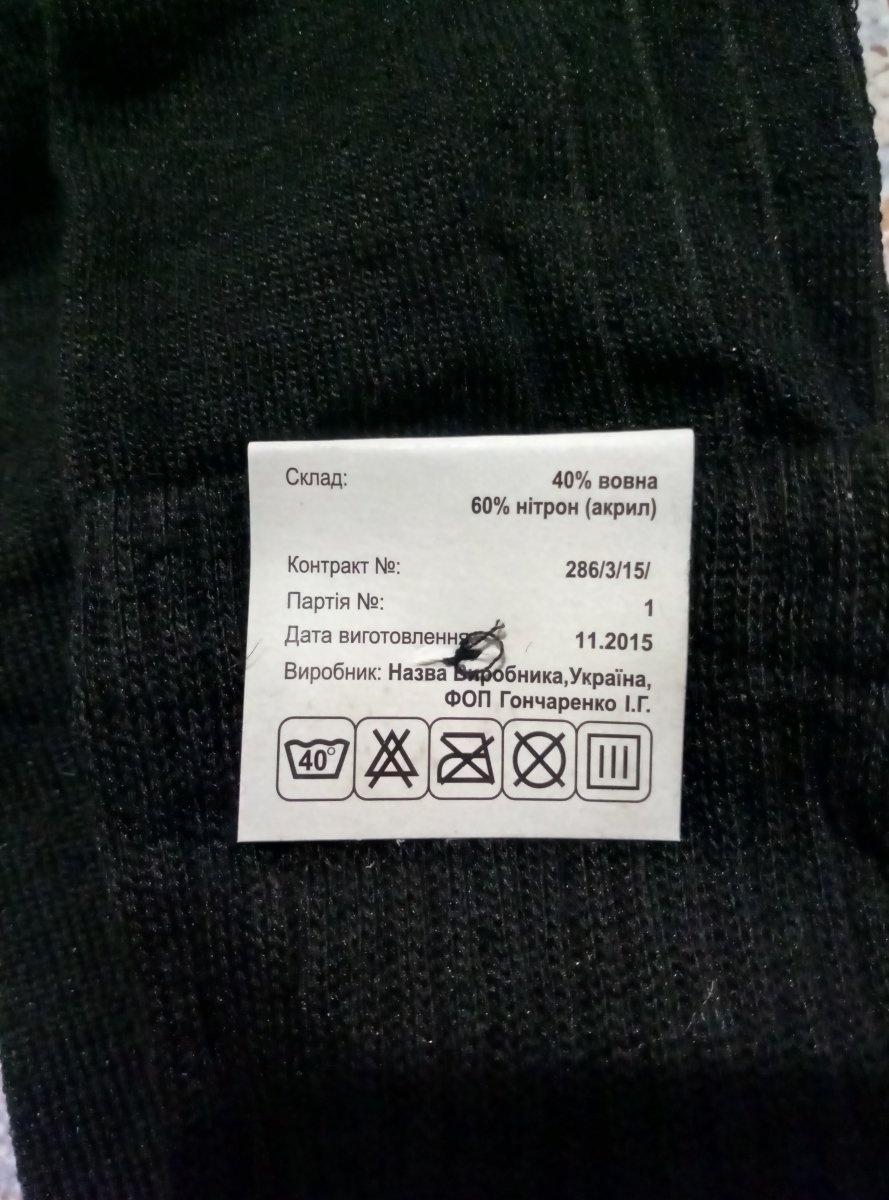 Склад: 40% вовна
60% нітрон (акрил)
Контракт №: 286/3/15/
Партія №: 1
Дата виготовлення 11.2015
Виробник: Назва Виробника,Україна,
ФОП Гончаренко І.Г.
40°